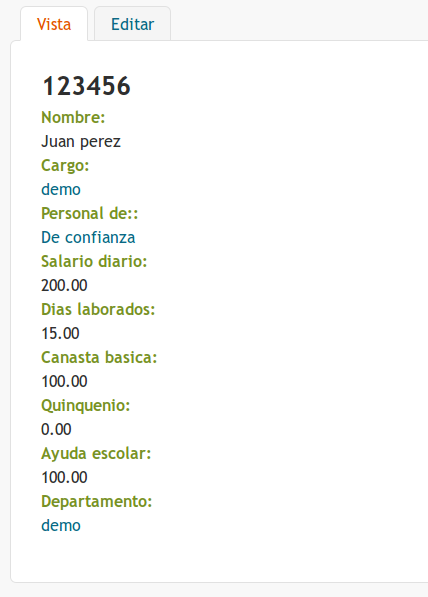 Vista Editar
123456
Nombre:
Juan perez
Cargo:
demo
Personal de::
De confianza
Salario diario:
200.00
Dias laborados:
15.00
Canasta basica:
100.00
Quinquenio:
0.00
Ayuda escolar:
100.00
Departamento:
demo